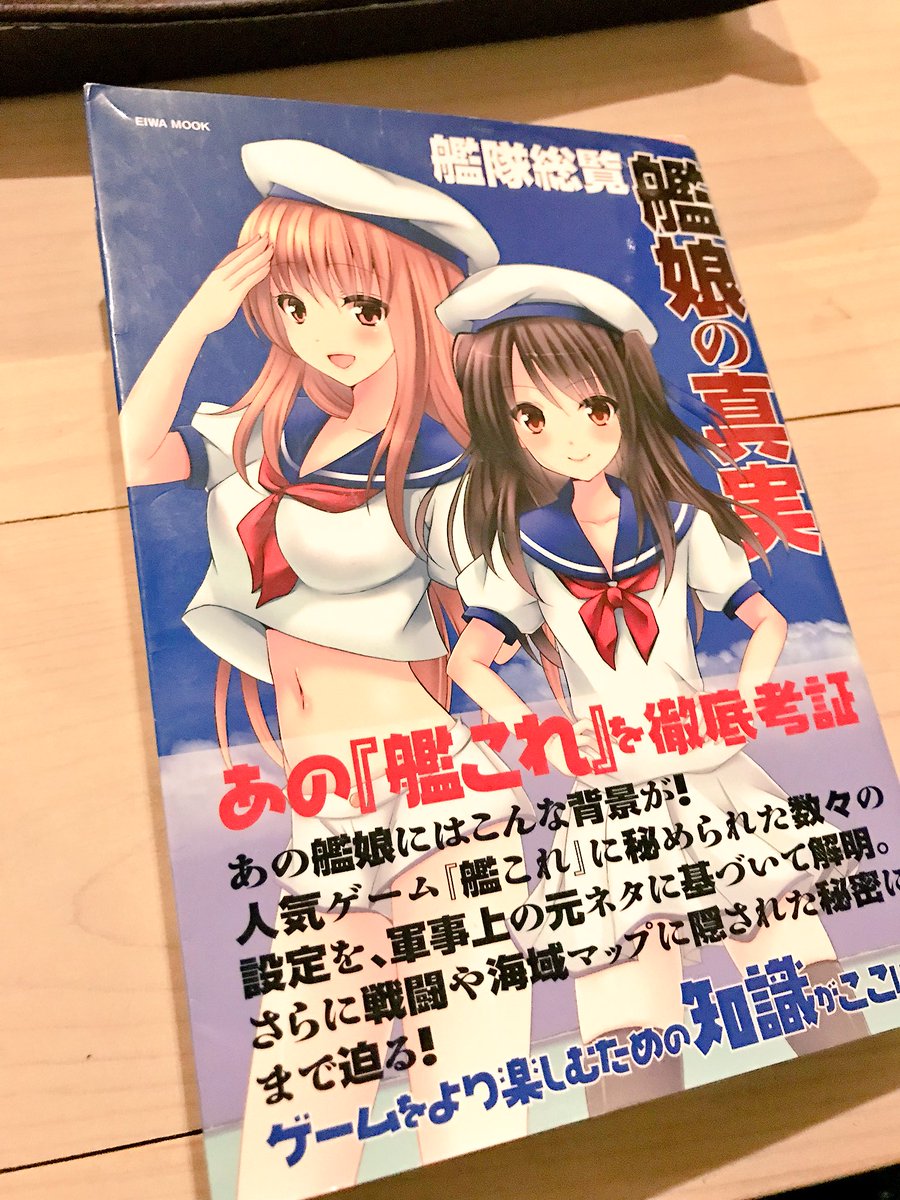 EIWA MOOK
艦隊総覧
艦娘の真実
あの『艦これ』を徹底考証
あの艦娘にはこんな背景が!
人気ゲーム『艦これ』に秘められた数々の
設定を、軍事上の元ネタに基づいて解明。
さらに戦闘や海域マップに隠された秘密に
まで迫る!
ゲームをより楽しむための知識がここに